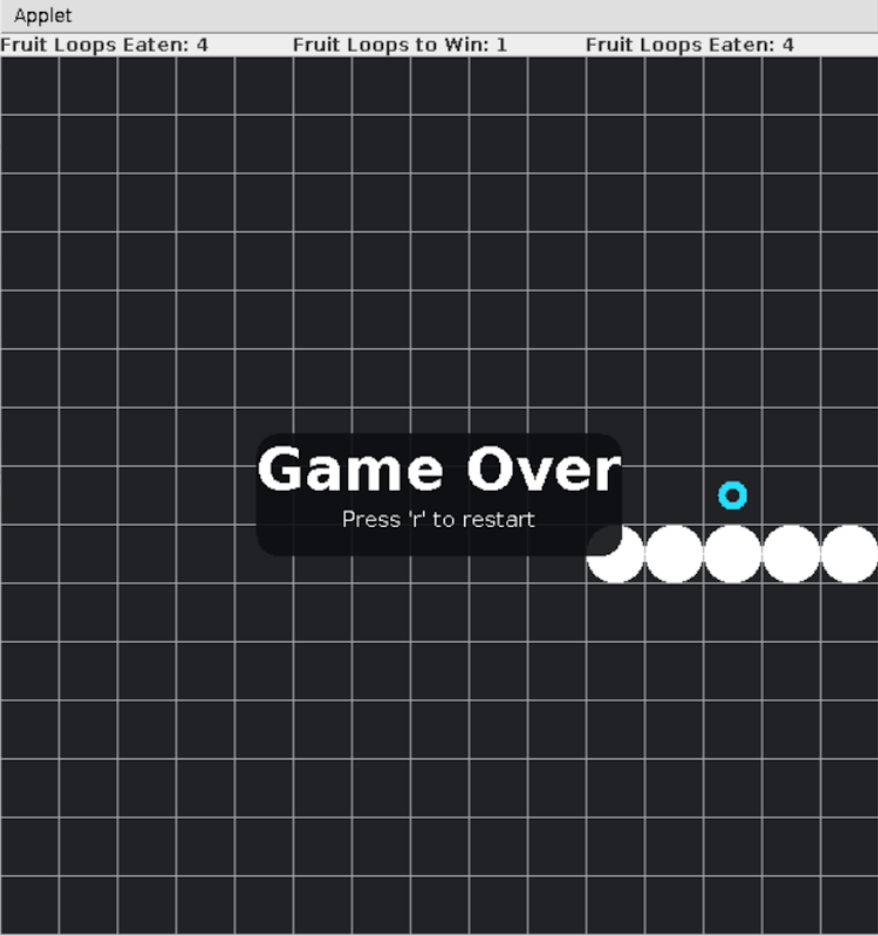 Applet
Fruit Loops Eaten: 4 Fruit Loops to Win: 1 Fruit Loops Eaten: 4
Game Over
Press 'r' to restart